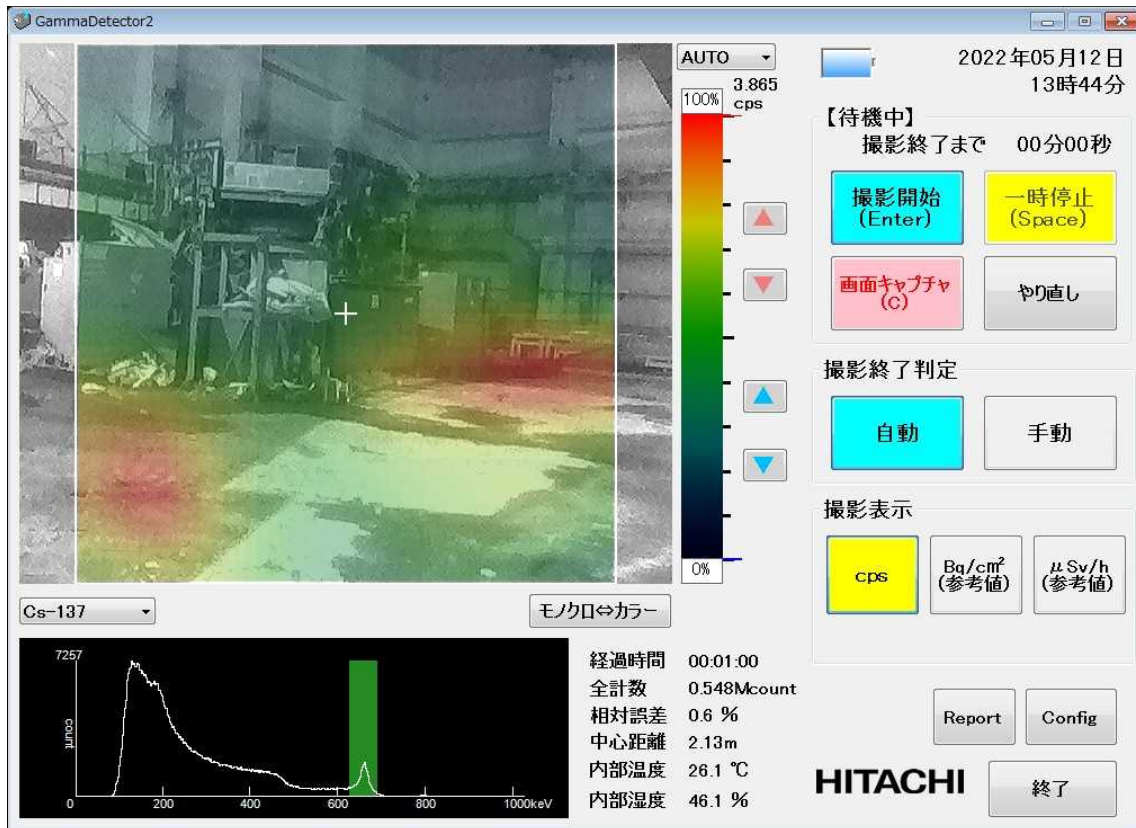 GammaDetector2
AUTO
3.865
cps
100%
0%
2022年05月12日
13時44分
【待機中】
撮影終了まで 00分00秒
撮影開始
(Enter)
一時停止
(Space)
画面キャプチャ
(C)
やり直し
撮影終了判定
自動
手動
撮影表示
cps
Bq/cm²
(参考値)
μSv/h
(参考値)
Cs-137
モノクロ⇔カラー
7257
count
0 200 400 600 800 1000keV
経過時間 00:01:00
全計数 0.548Mcount
相対誤差 0.6 %
中心距離 2.13m
内部温度 26.1 ℃
内部湿度 46.1 %
Report
Config
HITACHI
終了